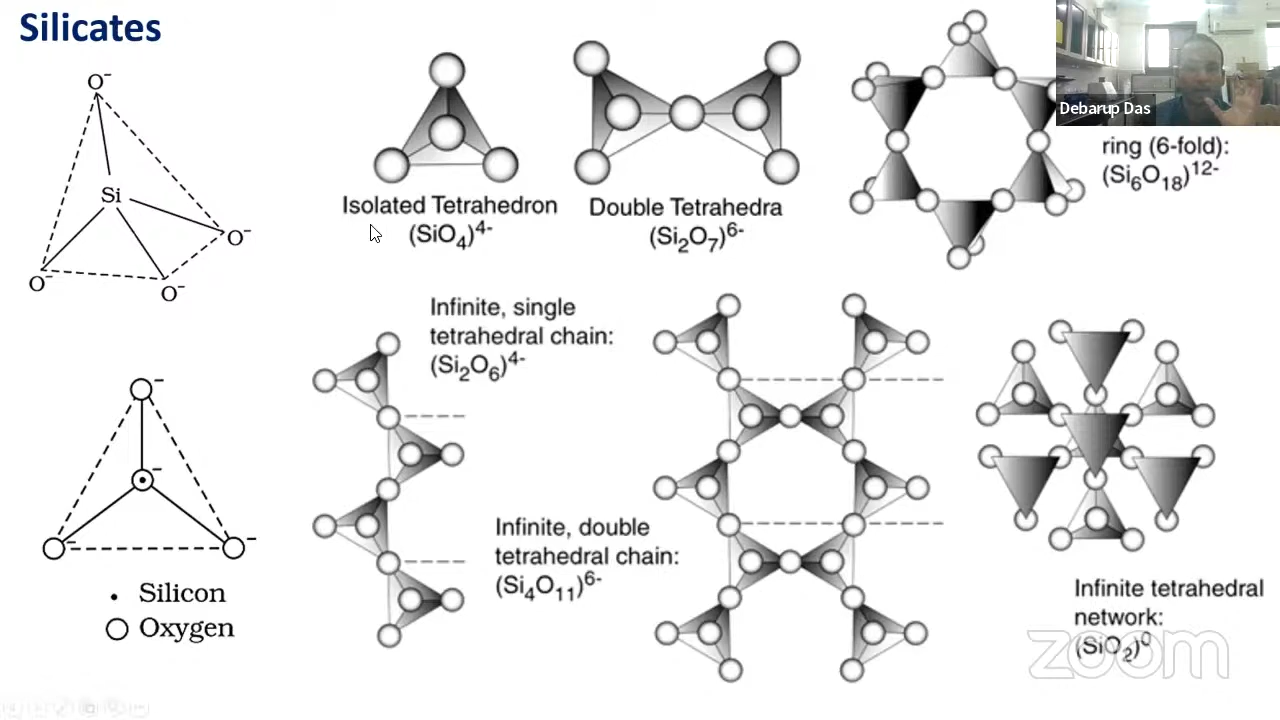 Silicates
O⁻
Si
O⁻
O⁻
O⁻
Isolated Tetrahedron
(SiO₄)⁴⁻
Double Tetrahedra
(Si₂O₇)⁶⁻
Debarup Das
ring (6-fold):
(Si₆O₁₈)¹²⁻
Infinite, single
tetrahedral chain:
(Si₂O₆)⁴⁻
Infinite, double
tetrahedral chain:
(Si₄O₁₁)⁶⁻
Infinite tetrahedral
network:
(SiO₂)⁰
zoom
-
-
-
-
Silicon
Oxygen